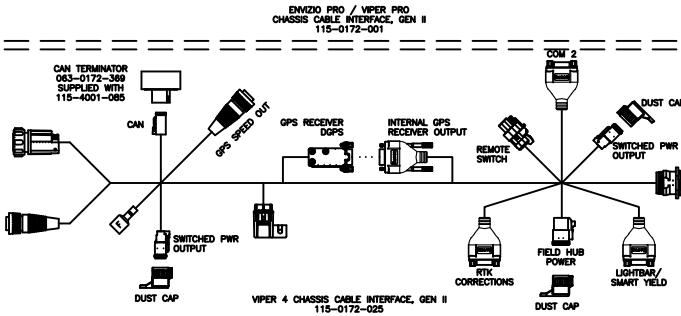 ENVIZIO PRO / VIPER PRO
CHASSIS CABLE INTERFACE, GEN II
115-0172-001
CAN TERMINATOR
063-0172-369
SUPPLIED WITH
115-4001-085
CAN
GPS SPEED OUT
GPS RECEIVER
DGPS
INTERNAL GPS
RECEIVER OUTPUT
COM 2
REMOTE
SWITCH
DUST CAP
SWITCHED PWR
OUTPUT
F
SWITCHED PWR
OUTPUT
DUST CAP
RTK
CORRECTIONS
FIELD HUB
POWER
DUST CAP
LIGHTBAR/
SMART YIELD
VIPER 4 CHASSIS CABLE INTERFACE, GEN II
115-0172-025